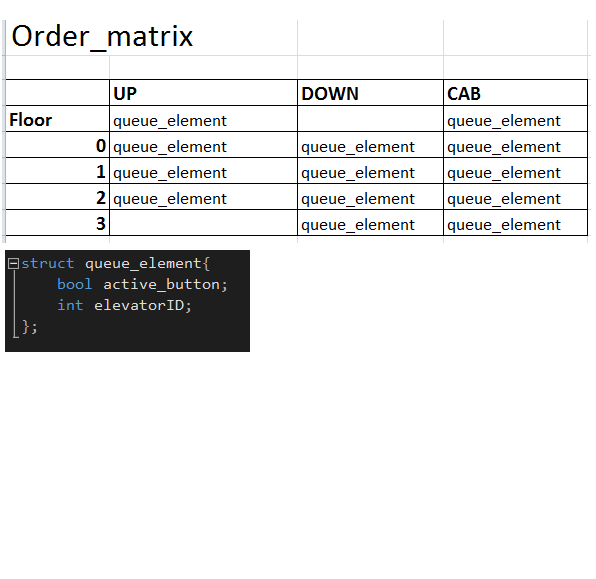 Order_matrix
UP DOWN CAB
Floor queue_element queue_element
0 queue_element queue_element queue_element
1 queue_element queue_element queue_element
2 queue_element queue_element queue_element
3 queue_element queue_element
struct queue_element{
bool active_button;
int elevatorID;
};